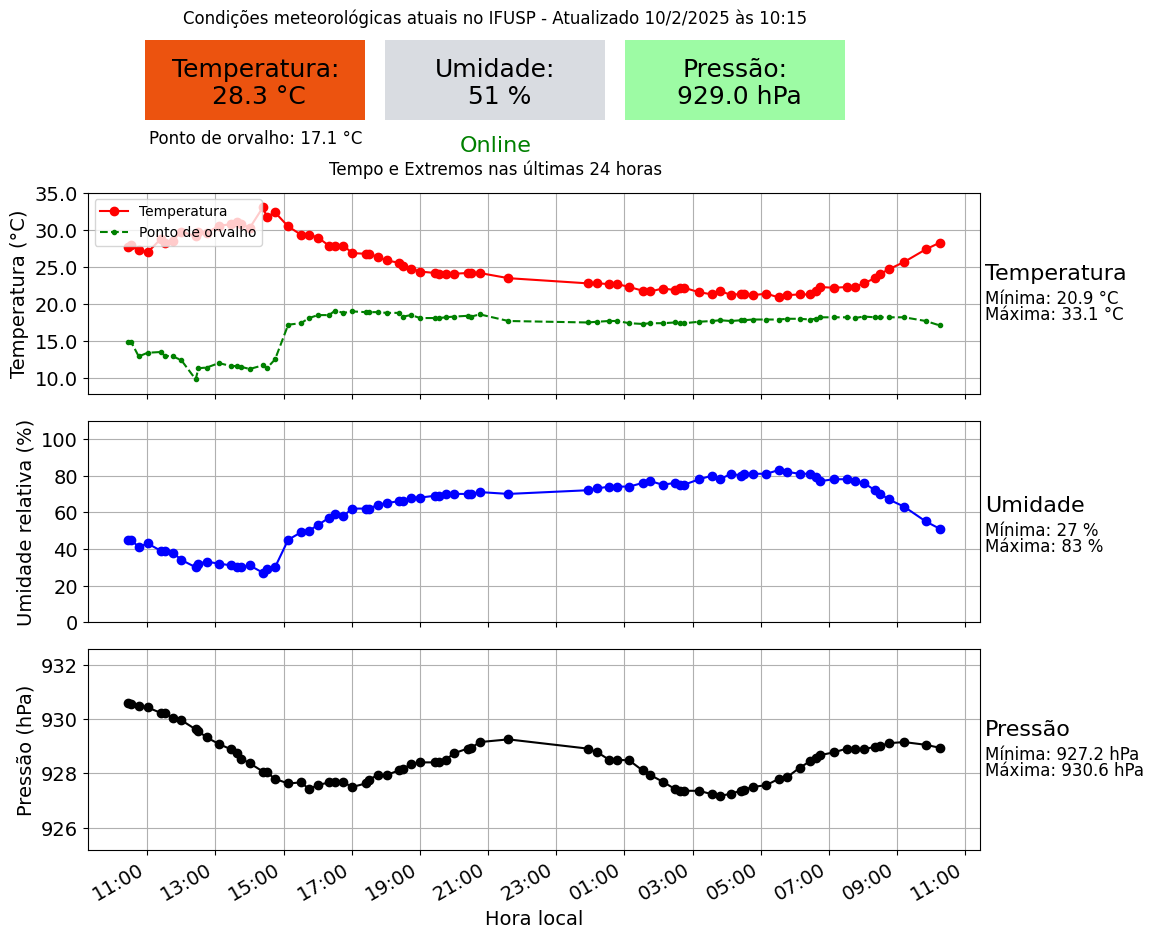 Condições meteorológicas atuais no IFUSP - Atualizado 10/2/2025 às 10:15
Temperatura:
28.3 °C
Umidade:
51 %
Pressão:
929.0 hPa
Ponto de orvalho: 17.1 °C
Online
Tempo e Extremos nas últimas 24 horas
Temperatura (°C)
35.0
30.0
25.0
20.0
15.0
10.0
Temperatura
Ponto de orvalho
Temperatura
Mínima: 20.9 °C
Máxima: 33.1 °C
Umidade relativa (%)
100
80
60
40
20
0
Umidade
Mínima: 27 %
Máxima: 83 %
Pressão (hPa)
932
930
928
926
Pressão
Mínima: 927.2 hPa
Máxima: 930.6 hPa
11:00 13:00 15:00 17:00 19:00 21:00 23:00 01:00 03:00 05:00 07:00 09:00 11:00
Hora local